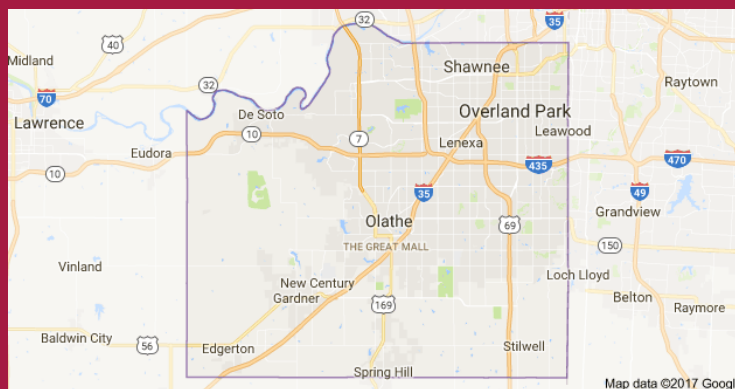 32
35
40
Midland
Shawnee
32
Raytown
70
Overland Park
Lawrence
De Soto
Leawood
10
7
Lenexa
Eudora
435
470
10
35
49
Olathe
69
Grandview
THE GREAT MALL
150
Vinland
Loch Lloyd
New Century
Gardner
Belton
169
Raymore
Baldwin City
56
Edgerton
Stilwell
Spring Hill
Map data ©2017 Googl